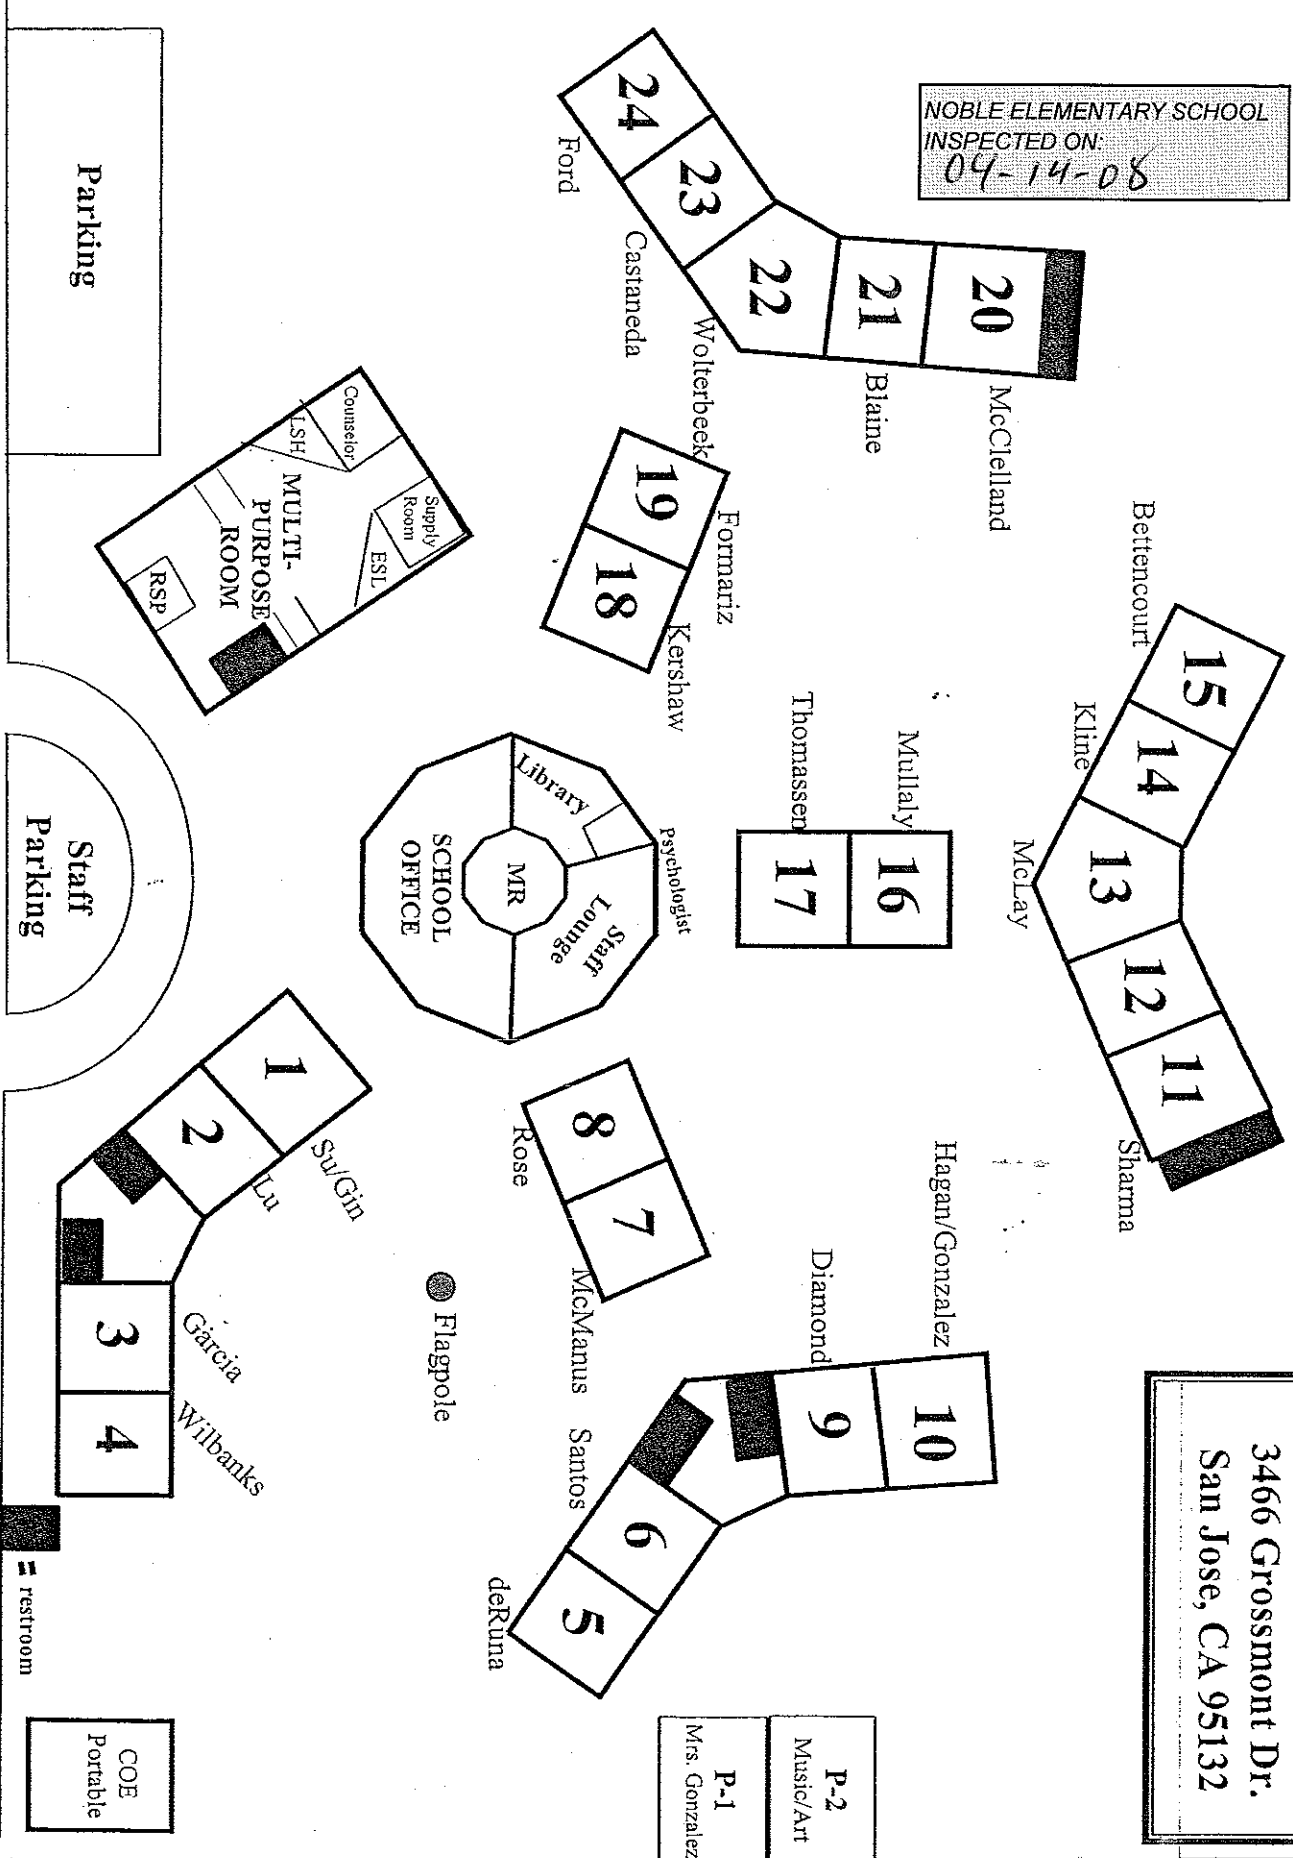 NOBLE ELEMENTARY SCHOOL
INSPECTED ON:
04-14-08
3466 Grossmont Dr.
San Jose, CA 95132
24
23
22
21
20
Ford
Castaneda
Wolterbeek
Blaine
McClelland
19
18
Formariz
Kershaw
15
14
13
12
11
Bettencourt
Kline
McLay
Sharma
Mullaly
Thomassen
16
17
Parking
Counselor
LSH
MULTI-
PURPOSE
ROOM
Supply
Room
ESL
RSP
Library
Psychologist
MR
Staff
Lounge
SCHOOL
OFFICE
Staff
Parking
8
7
Rose
McManus
Hagan/Gonzalez
Diamond
10
9
6
5
Santos
deRuna
1
2
3
4
Su/Gin
Lu
Garcia
Wilbanks
Flagpole
= restroom
P-2
Music/Art
P-1
Mrs. Gonzalez
COE
Portable